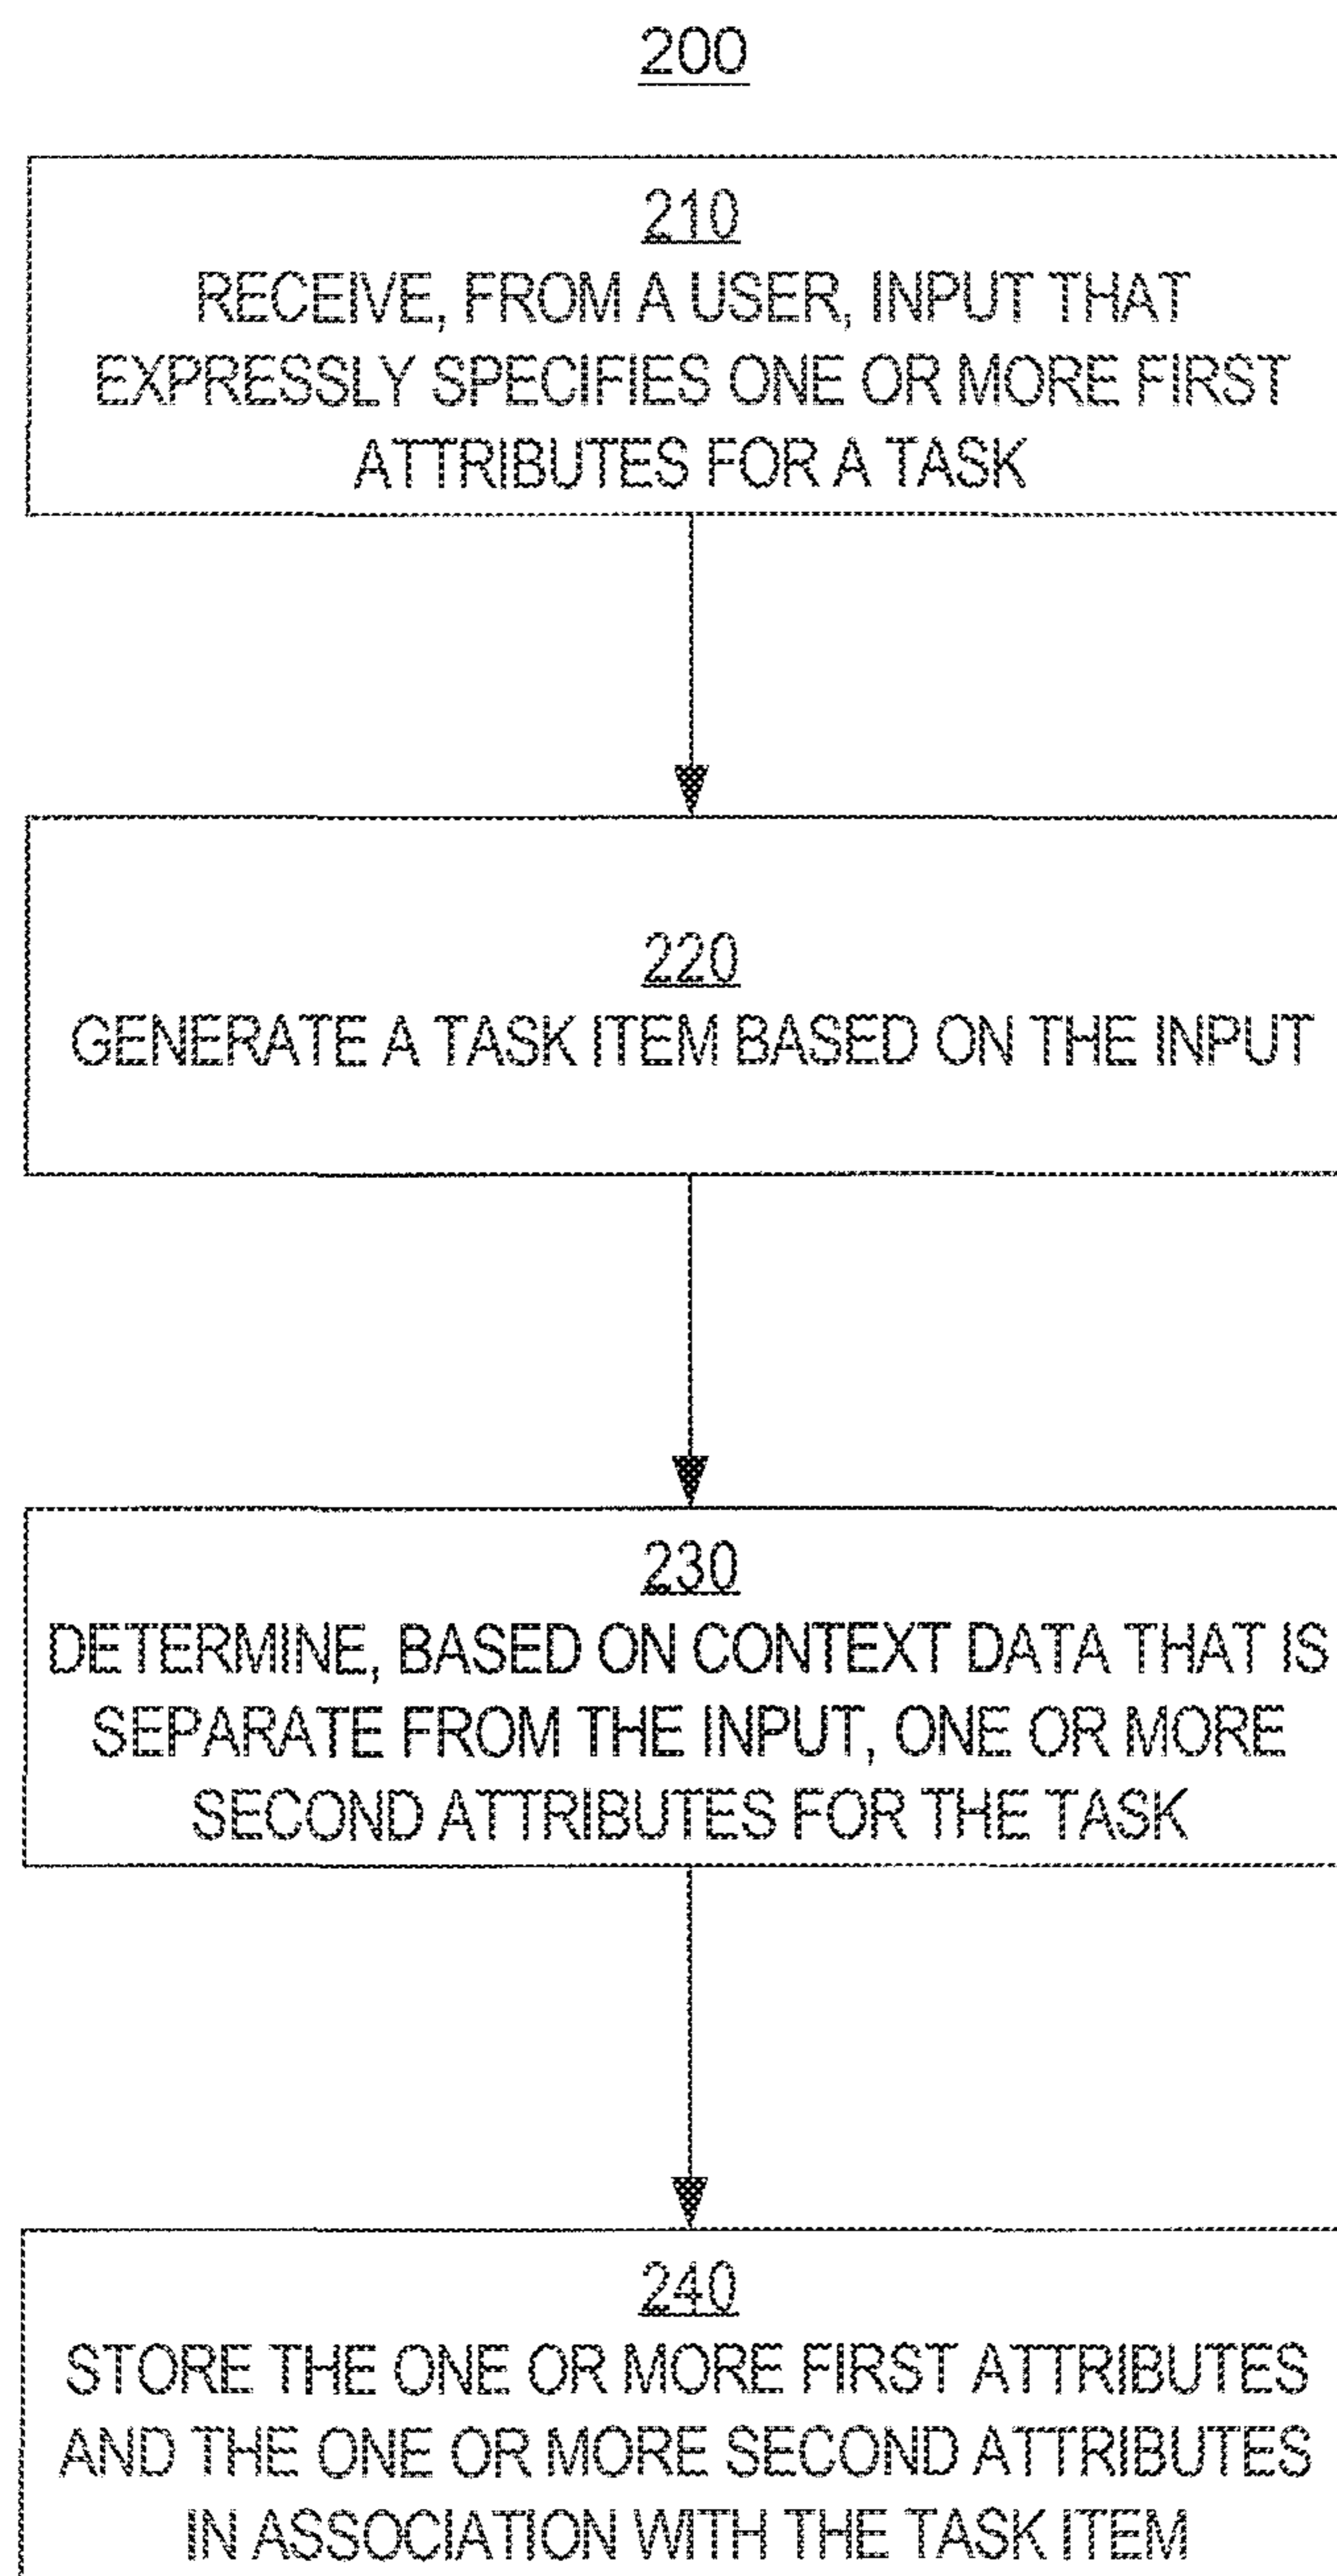 200
210
RECEIVE, FROM A USER, INPUT THAT
EXPRESSLY SPECIFIES ONE OR MORE FIRST
ATTRIBUTES FOR A TASK
220
GENERATE A TASK ITEM BASED ON THE INPUT
230
DETERMINE, BASED ON CONTEXT DATA THAT IS
SEPARATE FROM THE INPUT, ONE OR MORE
SECOND ATTRIBUTES FOR THE TASK
240
STORE THE ONE OR MORE FIRST ATTRIBUTES
AND THE ONE OR MORE SECOND ATTRIBUTES
IN ASSOCIATION WITH THE TASK ITEM